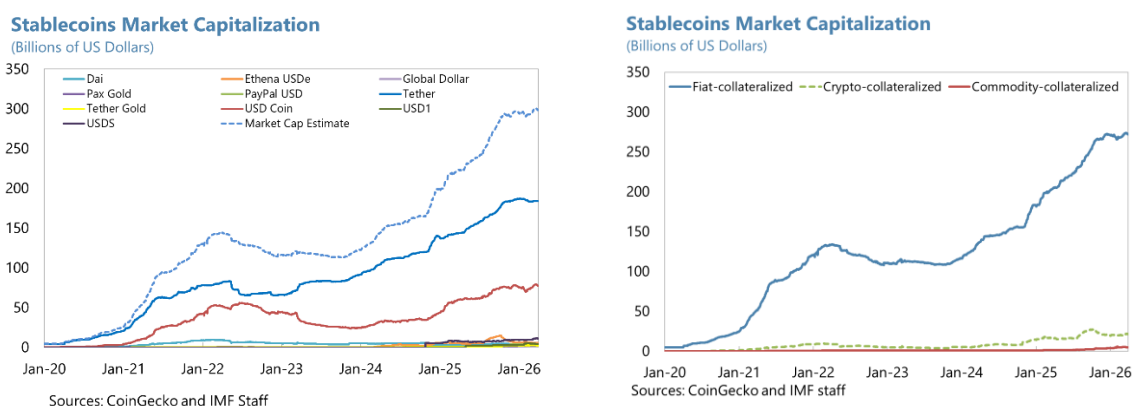 Stablecoins Market Capitalization
(Billions of US Dollars)
350
300
250
200
150
100
50
0
Dai
Ethena USDe
Global Dollar
Pax Gold
PayPal USD
Tether
Tether Gold
USD Coin
USD1
USDS
Market Cap Estimate
Jan-20 Jan-21 Jan-22 Jan-23 Jan-24 Jan-25 Jan-26
Sources: CoinGecko and IMF Staff
Stablecoins Market Capitalization
(Billions of US Dollars)
350
300
250
200
150
100
50
0
Fiat-collateralized Crypto-collateralized Commodity-collateralized
Jan-20 Jan-21 Jan-22 Jan-23 Jan-24 Jan-25 Jan-26
Sources: CoinGecko and IMF staff